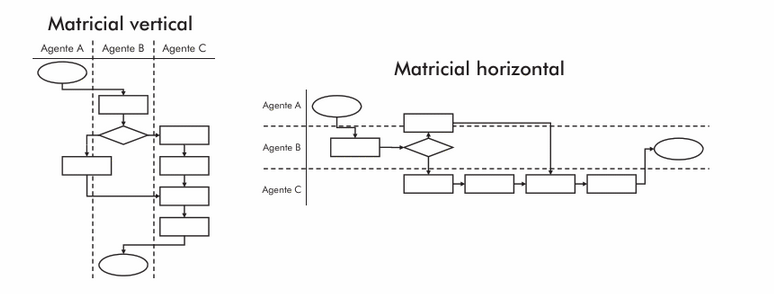 Matricial vertical
Agente A Agente B Agente C
Matricial horizontal
Agente A
Agente B
Agente C